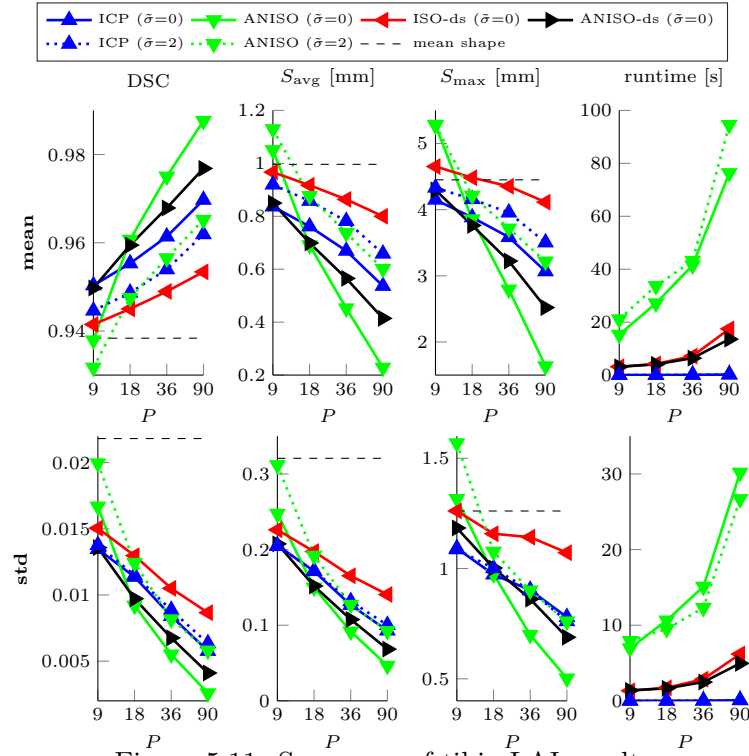 ICP (σ̃=0) ANISO (σ̃=0) ISO-ds (σ̃=0) ANISO-ds (σ̃=0)
ICP (σ̃=2) ANISO (σ̃=2) mean shape
DSC S_avg [mm] S_max [mm] runtime [s]
mean
0.98
0.96
0.94
9 18 36 90
P
1.2
1
0.8
0.6
0.4
0.2
9 18 36 90
P
5
4
3
2
9 18 36 90
P
100
80
60
40
20
0
9 18 36 90
P
std
0.02
0.015
0.01
0.005
9 18 36 90
P
0.3
0.2
0.1
0
9 18 36 90
P
1.5
1
0.5
9 18 36 90
P
30
20
10
0
9 18 36 90
P